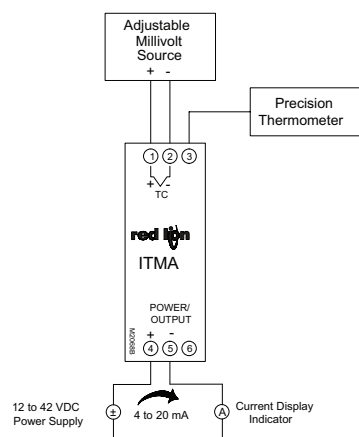 Adjustable
Millivolt
Source
+ -
Precision
Thermometer
1 2 3
+ -
TC
red lion
ITMA
POWER/
OUTPUT
M2068B
+ -
4 5 6
12 to 42 VDC
Power Supply
±
4 to 20 mA
A
Current Display
Indicator